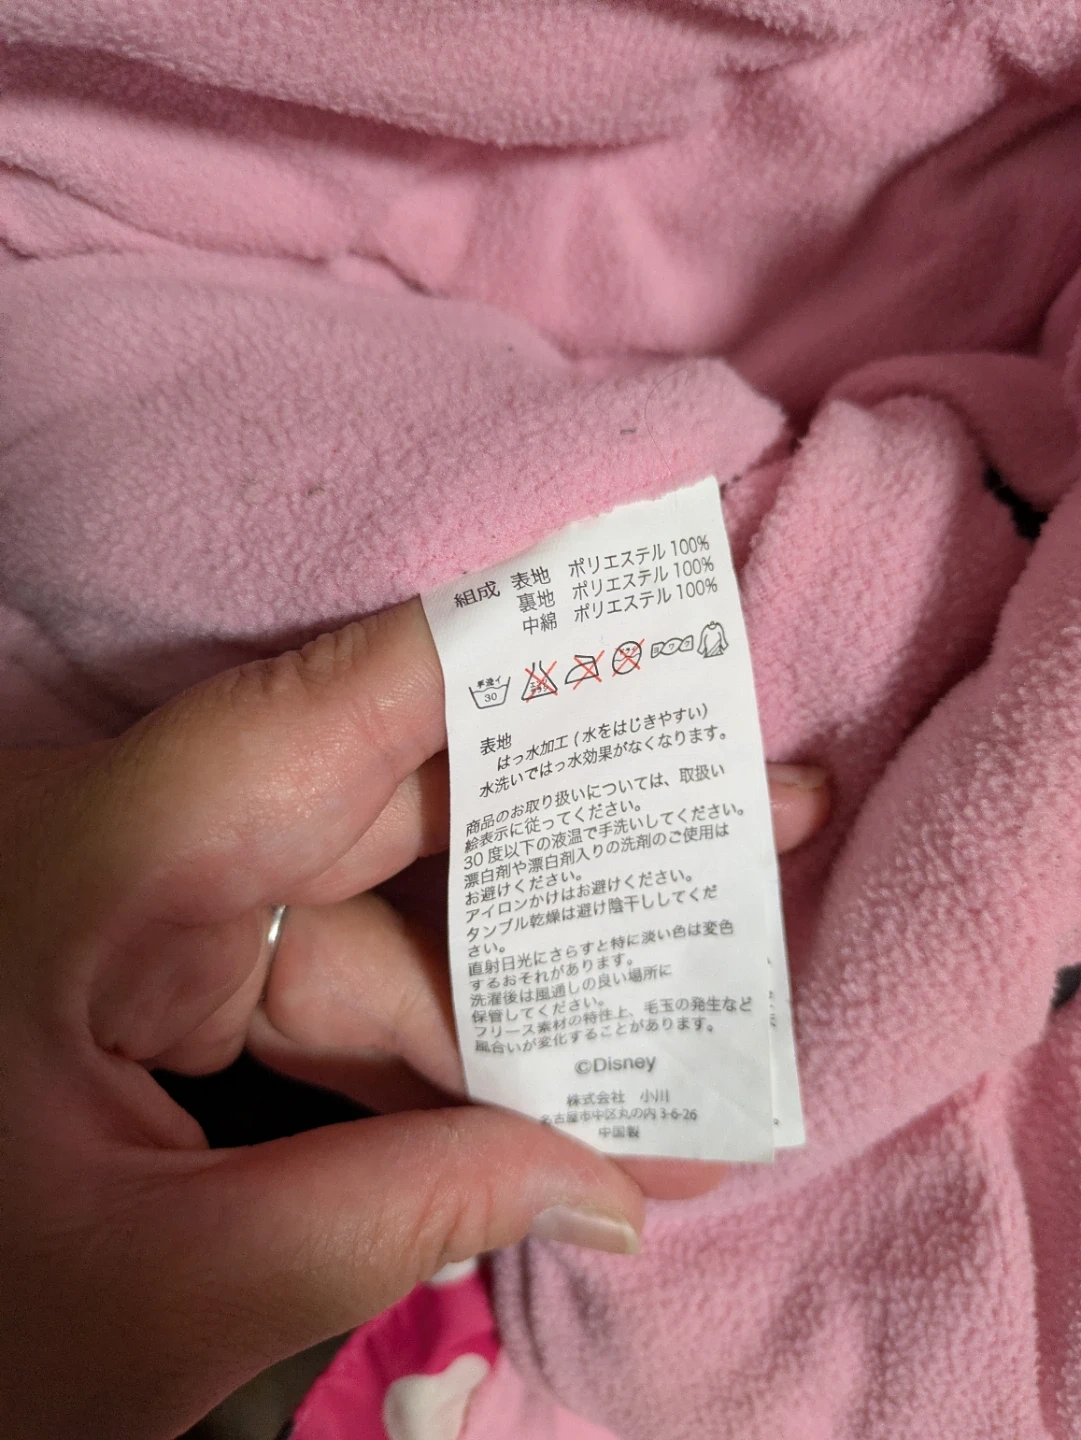 組成 表地 ポリエステル 100%
裏地 ポリエステル 100%
中綿 ポリエステル 100%
手洗イ
30
表地
はっ水加工 (水をはじきやすい)
水洗いではっ水効果がなくなります。
商品のお取り扱いについては、取扱い
絵表示に従ってください。
30 度以下の液温で手洗いしてください。
漂白剤や漂白剤入りの洗剤のご使用は
お避けください。
アイロンかけはお避けください。
タンブル乾燥は避け陰干ししてくだ
さい。
直射日光にさらすと特に淡い色は変色
するおそれがあります。
洗濯後は風通しの良い場所に
保管してください。
フリース素材の特性上、毛玉の発生など
風合いが変化することがあります。
©Disney
株式会社 小川
名古屋市中区丸の内 3-6-26
中国製